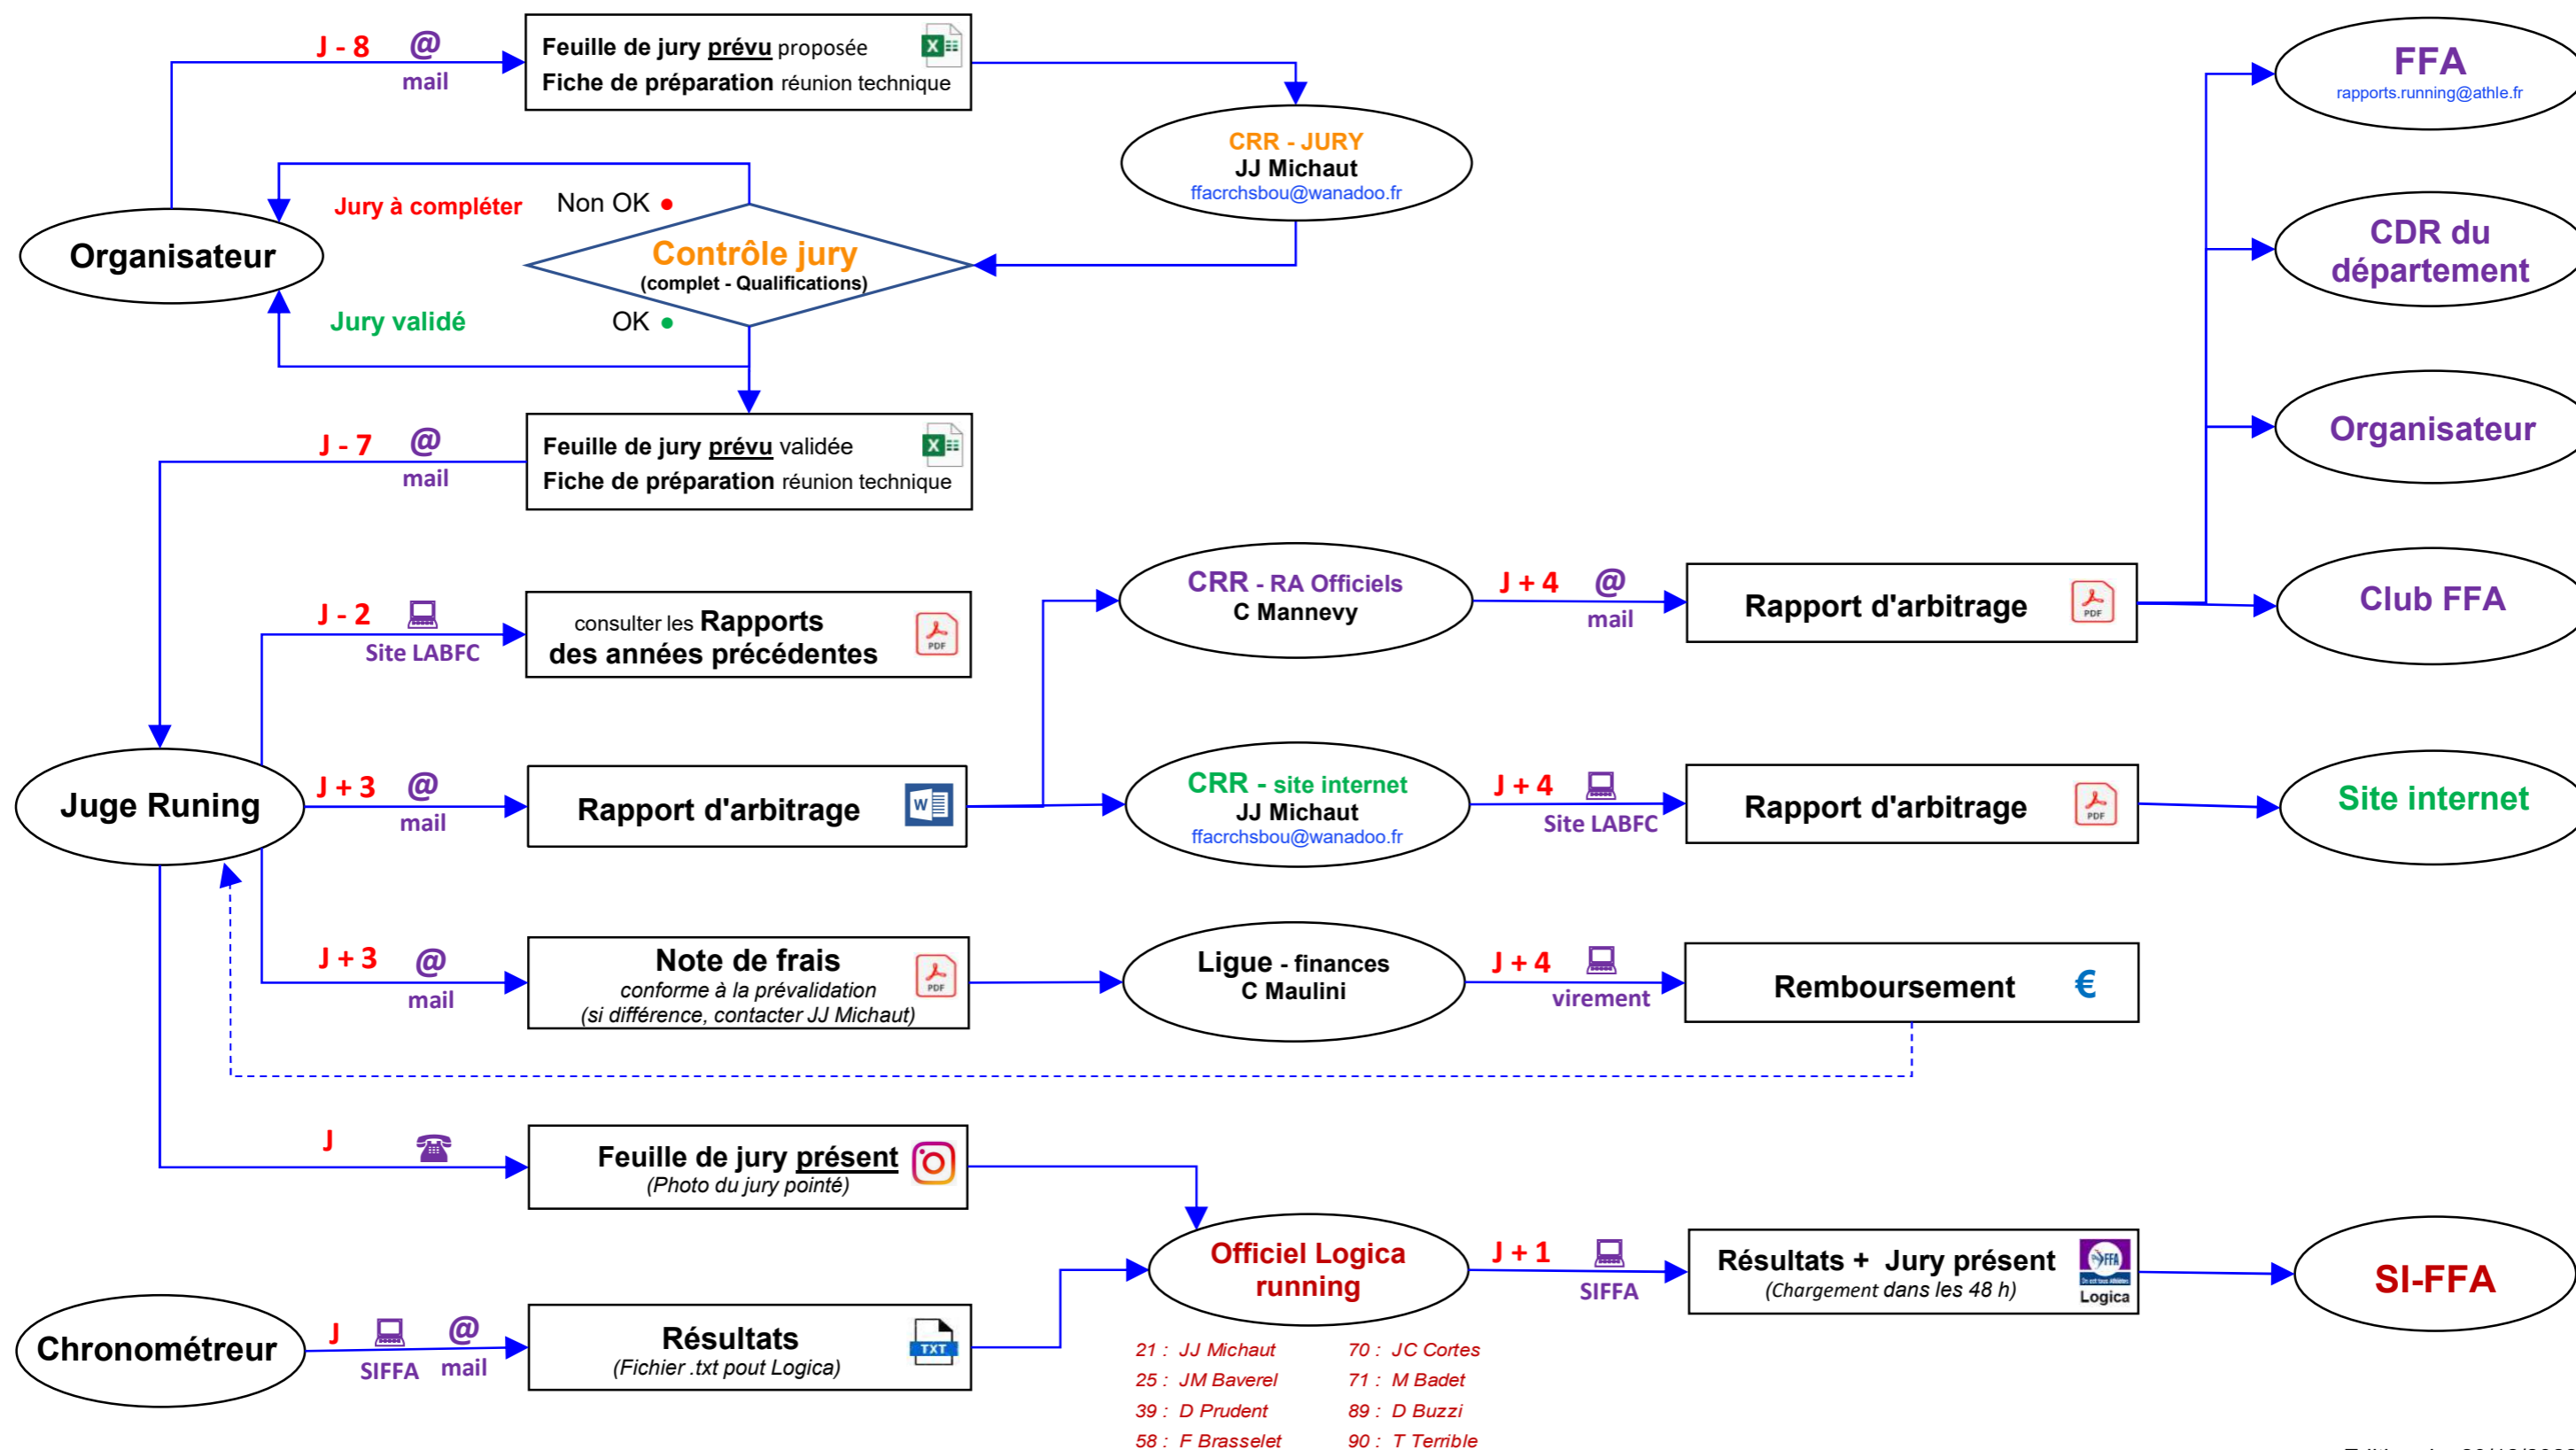 J - 8
@
mail
Feuille de jury prévu proposée
Fiche de préparation réunion technique
FFA
rapports.running@athle.fr
CRR - JURY
JJ Michaut
ffacrchsbou@wanadoo.fr
Jury à compléter
Non OK
Organisateur
Contrôle jury
(complet - Qualifications)
CDR du
département
Jury validé
OK
J - 7
@
mail
Feuille de jury prévu validée
Fiche de préparation réunion technique
Organisateur
J - 2
Site LABFC
consulter les Rapports
des années précédentes
PDF
CRR - RA Officiels
C Mannevy
J + 4
@
mail
Rapport d'arbitrage
PDF
Club FFA
Juge Runing
J + 3
@
mail
Rapport d'arbitrage
W
CRR - site internet
JJ Michaut
ffacrchsbou@wanadoo.fr
J + 4
Site LABFC
Rapport d'arbitrage
PDF
Site internet
J + 3
@
mail
Note de frais
conforme à la prévalidation
(si différence, contacter JJ Michaut)
PDF
Ligue - finances
C Maulini
J + 4
virement
Remboursement €
J
Feuille de jury présent
(Photo du jury pointé)
Officiel Logica
running
J + 1
SIFFA
Résultats + Jury présent
(Chargement dans les 48 h)
FFA
Logica
SI-FFA
Chronométreur
J
@
SIFFA mail
Résultats
(Fichier .txt pout Logica)
TXT
21 : JJ Michaut 70 : JC Cortes
25 : JM Baverel 71 : M Badet
39 : D Prudent 89 : D Buzzi
58 : F Brasselet 90 : T Terrible